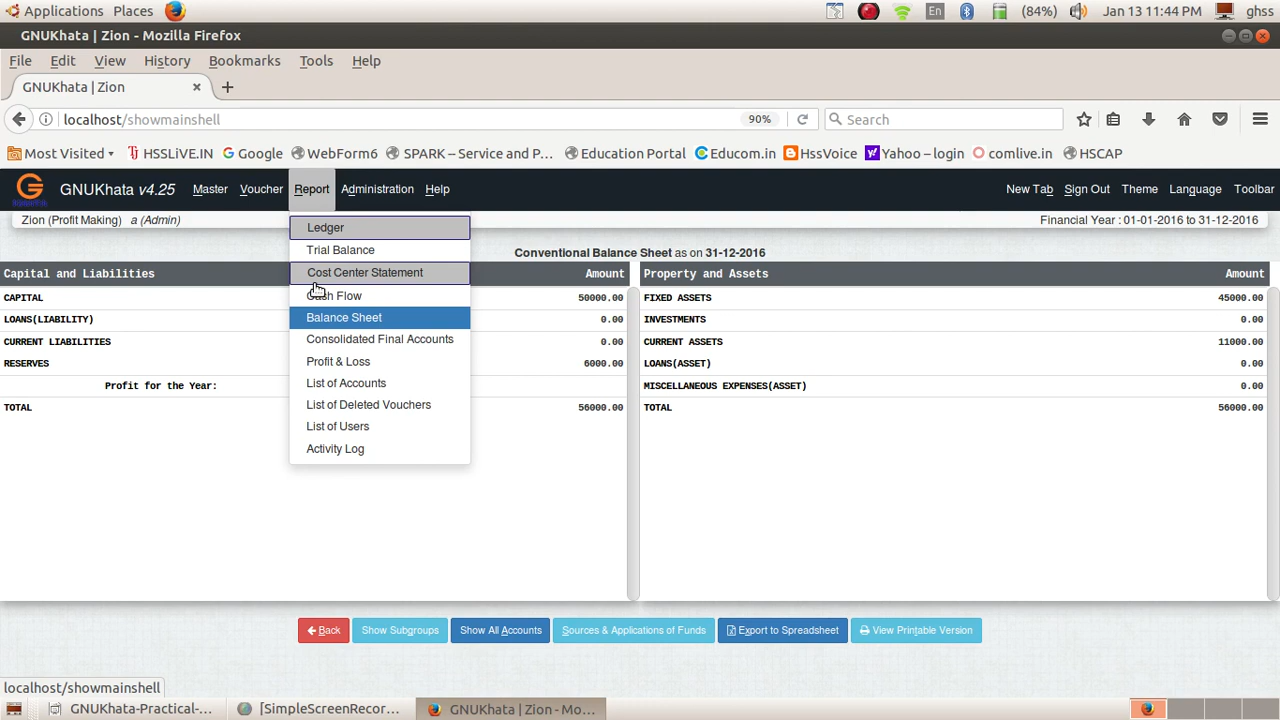 Applications Places En (84%) Jan 13 11:44 PM ghss
GNUKhata | Zion - Mozilla Firefox
File Edit View History Bookmarks Tools Help
GNUKhata | Zion × +
localhost/showmainshell 90% Search
Most Visited HSSLiVE.IN Google WebForm6 SPARK – Service and P... Education Portal Educom.in HssVoice Yahoo – login comlive.in HSCAP
GNUKhata v4.25 Master Voucher Report Administration Help New Tab Sign Out Theme Language Toolbar
Zion (Profit Making) a (Admin) Financial Year : 01-01-2016 to 31-12-2016
Ledger
Trial Balance
Cost Center Statement
Cash Flow
Balance Sheet
Consolidated Final Accounts
Profit & Loss
List of Accounts
List of Deleted Vouchers
List of Users
Activity Log
Conventional Balance Sheet as on 31-12-2016
Capital and Liabilities Amount
CAPITAL 50000.00
LOANS(LIABILITY) 0.00
CURRENT LIABILITIES 0.00
RESERVES 6000.00
Profit for the Year:
TOTAL 56000.00
Property and Assets Amount
FIXED ASSETS 45000.00
INVESTMENTS 0.00
CURRENT ASSETS 11000.00
LOANS(ASSET) 0.00
MISCELLANEOUS EXPENSES(ASSET) 0.00
TOTAL 56000.00
Back Show Subgroups Show All Accounts Sources & Applications of Funds Export to Spreadsheet View Printable Version
localhost/showmainshell
GNUKhata-Practical-... [SimpleScreenRecor... GNUKhata | Zion - Mo...